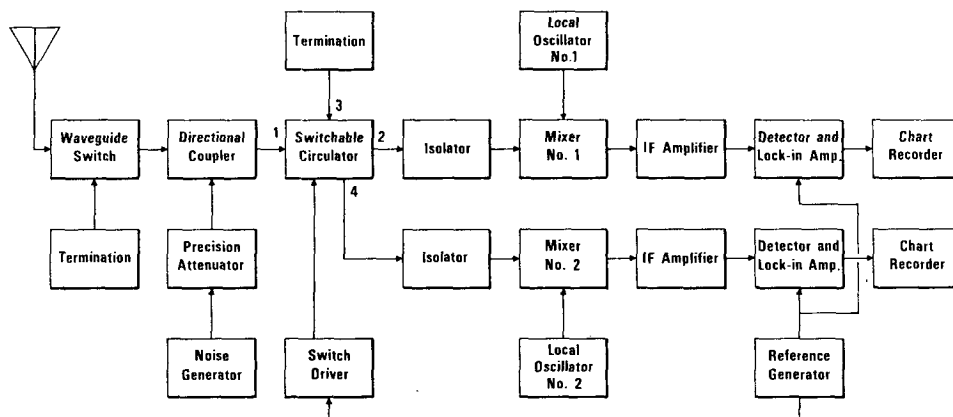 Termination
Local
Oscillator
No.1
3
Waveguide
Switch
Directional
Coupler
1
Switchable
Circulator
2
Isolator
Mixer
No. 1
IF Amplifier
Detector and
Lock-in Amp.
Chart
Recorder
4
Termination
Precision
Attenuator
Isolator
Mixer
No. 2
IF Amplifier
Detector and
Lock-in Amp.
Chart
Recorder
Noise
Generator
Switch
Driver
Local
Oscillator
No. 2
Reference
Generator